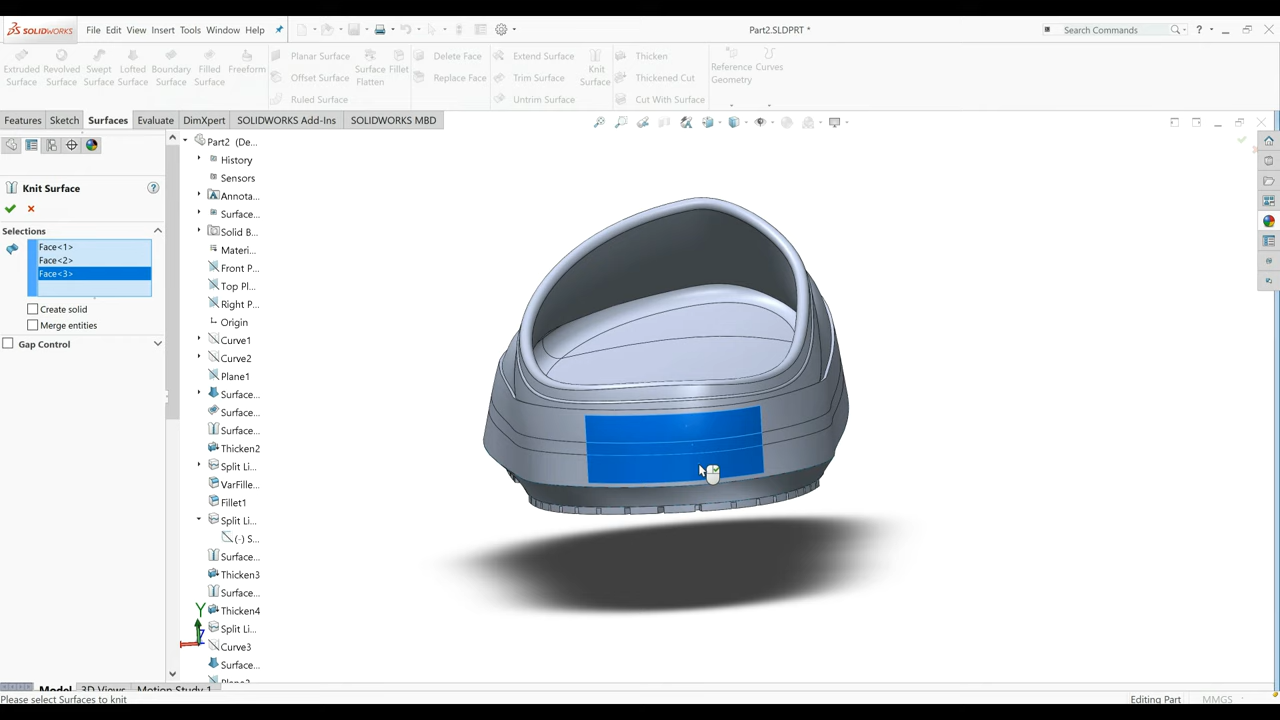 SOLIDWORKS File Edit View Insert Tools Window Help Part2.SLDPRT * Search Commands
Extruded Surface
Revolved Surface
Swept Surface
Lofted Surface
Boundary Surface
Filled Surface
Freeform
Planar Surface
Offset Surface
Ruled Surface
Surface Flatten
Fillet
Delete Face
Replace Face
Extend Surface
Trim Surface
Untrim Surface
Knit Surface
Thicken
Thickened Cut
Cut With Surface
Reference Geometry
Curves
Features Sketch Surfaces Evaluate DimXpert SOLIDWORKS Add-Ins SOLIDWORKS MBD
Knit Surface
Selections
Face<1>
Face<2>
Face<3>
Create solid
Merge entities
Gap Control
Part2 (De...
History
Sensors
Annota...
Surface...
Solid B...
Materi...
Front P...
Top Pl...
Right P...
Origin
Curve1
Curve2
Plane1
Surface...
Surface...
Surface...
Thicken2
Split Li...
VarFille...
Fillet1
Split Li...
(-) S...
Surface...
Thicken3
Surface...
Thicken4
Split Li...
Curve3
Surface...
Y
Model 3D Views Motion Study 1
Please select Surfaces to knit Editing Part MMGS